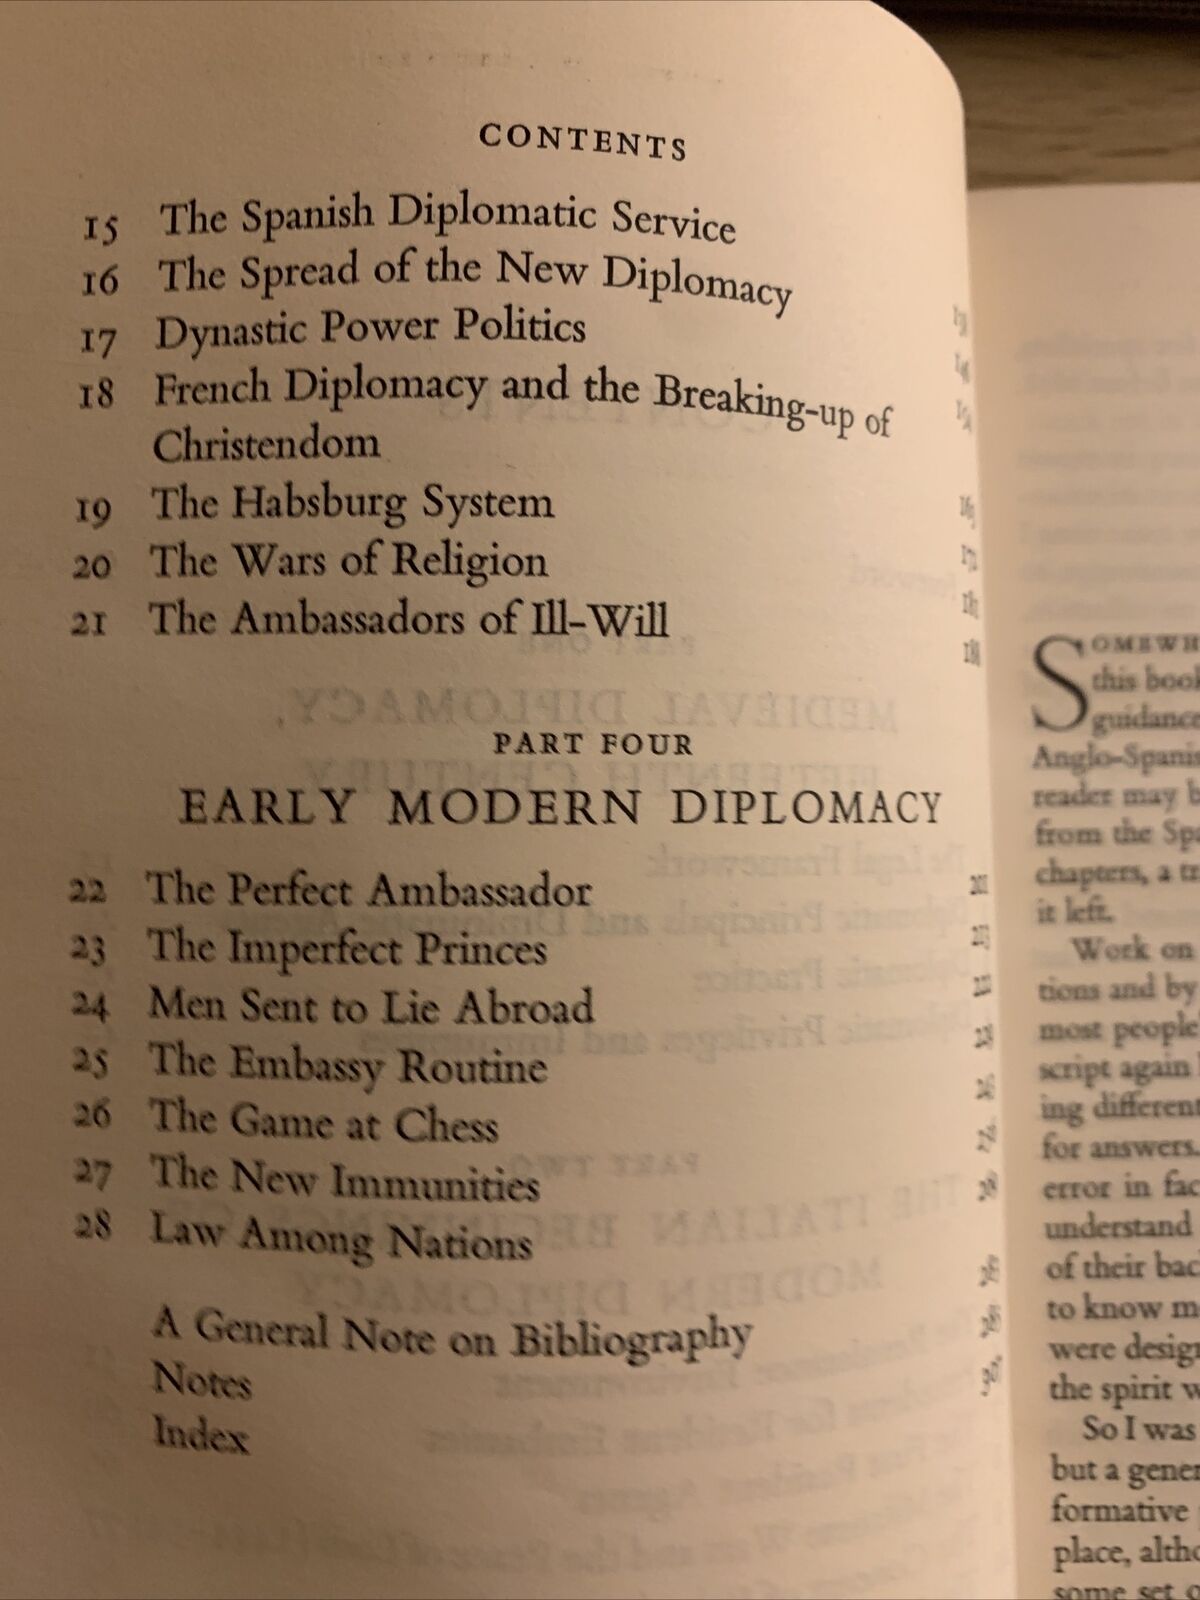 CONTENTS
15 The Spanish Diplomatic Service
16 The Spread of the New Diplomacy
17 Dynastic Power Politics
18 French Diplomacy and the Breaking-up of
Christendom
19 The Habsburg System
20 The Wars of Religion
21 The Ambassadors of Ill-Will
PART FOUR
EARLY MODERN DIPLOMACY
22 The Perfect Ambassador
23 The Imperfect Princes
24 Men Sent to Lie Abroad
25 The Embassy Routine
26 The Game at Chess
27 The New Immunities
28 Law Among Nations
A General Note on Bibliography
Notes
Index
SOMEWH
this book
guidance
Anglo-Spanis
reader may b
from the Spa
chapters, a tr
it left.
Work on
tions and by
most people'
script again
ing different
for answers.
error in fac
understand
of their bac
to know m
were design
the spirit w
So I was
but a gener
formative
place, altho
some set o